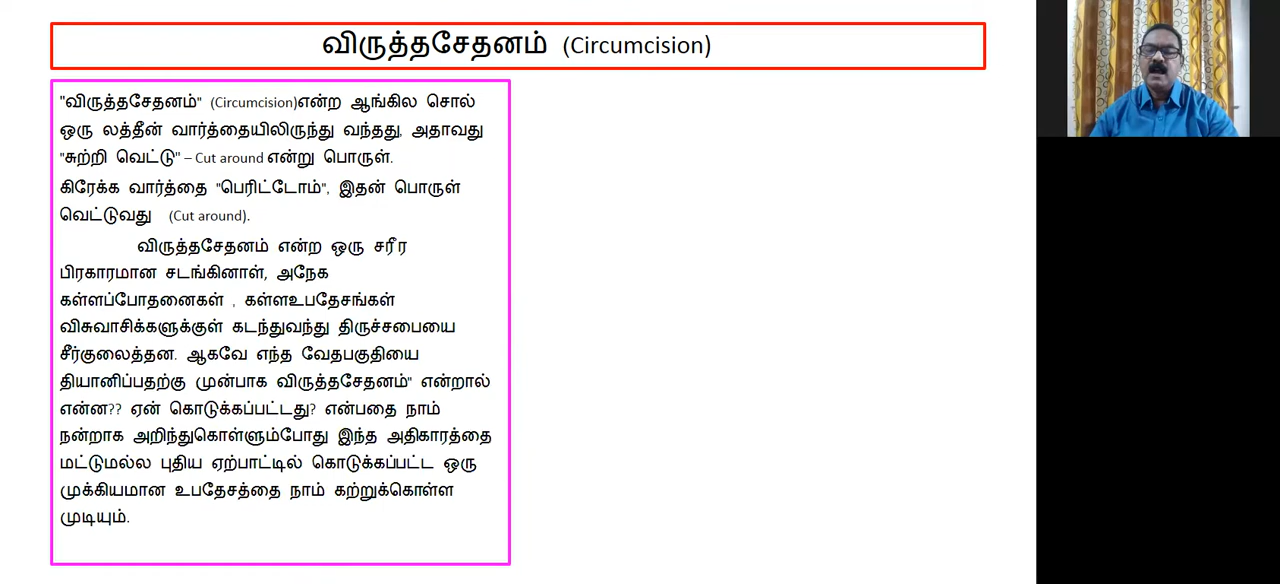 விருத்தசேதனம் (Circumcision)
"விருத்தசேதனம்" (Circumcision)என்ற ஆங்கில சொல்
ஒரு லத்தீன் வார்த்தையிலிருந்து வந்தது, அதாவது
"சுற்றி வெட்டு" – Cut around என்று பொருள்.
கிரேக்க வார்த்தை "பெரிட்டோம்", இதன் பொருள்
வெட்டுவது (Cut around).
விருத்தசேதனம் என்ற ஒரு சரீர
பிரகாரமான சடங்கினாள், அநேக
கள்ளப்போதனைகள் , கள்ளஉபதேசங்கள்
விசுவாசிக்களுக்குள் கடந்துவந்து திருச்சபையை
சீர்குலைத்தன. ஆகவே எந்த வேதபகுதியை
தியானிப்பதற்கு முன்பாக விருத்தசேதனம்" என்றால்
என்ன?? ஏன் கொடுக்கப்பட்டது? என்பதை நாம்
நன்றாக அறிந்துகொள்ளும்போது இந்த அதிகாரத்தை
மட்டுமல்ல புதிய ஏற்பாட்டில் கொடுக்கப்பட்ட ஒரு
முக்கியமான உபதேசத்தை நாம் கற்றுக்கொள்ள
முடியும்.